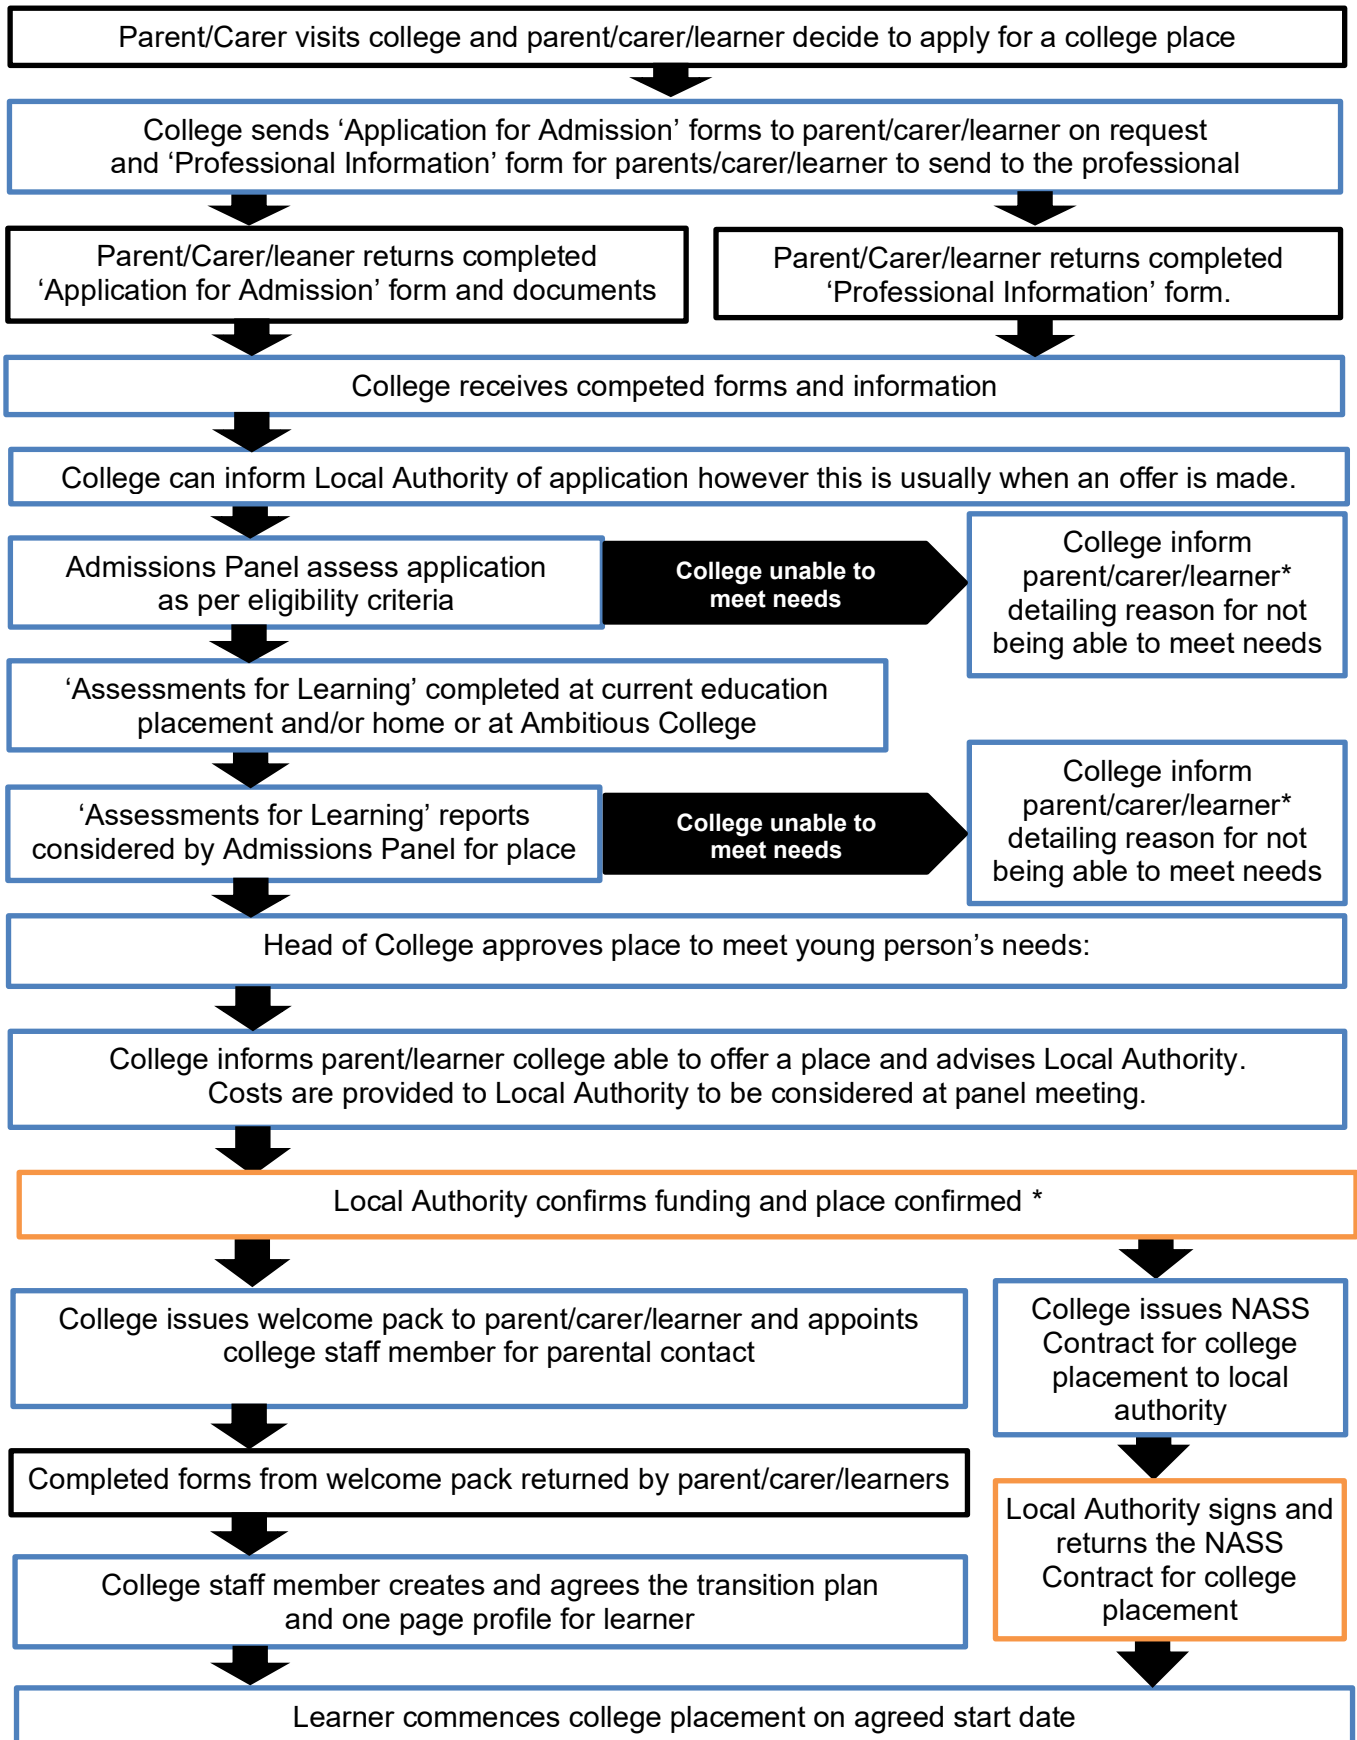 Parent/Carer visits college and parent/carer/learner decide to apply for a college place
College sends ‘Application for Admission’ forms to parent/carer/learner on request
and ‘Professional Information’ form for parents/carer/learner to send to the professional
Parent/Carer/leaner returns completed
‘Application for Admission’ form and documents
Parent/Carer/learner returns completed
‘Professional Information’ form.
College receives competed forms and information
College can inform Local Authority of application however this is usually when an offer is made.
Admissions Panel assess application
as per eligibility criteria
College unable to
meet needs
College inform
parent/carer/learner*
detailing reason for not
being able to meet needs
‘Assessments for Learning’ completed at current education
placement and/or home or at Ambitious College
‘Assessments for Learning’ reports
considered by Admissions Panel for place
College unable to
meet needs
College inform
parent/carer/learner*
detailing reason for not
being able to meet needs
Head of College approves place to meet young person’s needs:
College informs parent/learner college able to offer a place and advises Local Authority.
Costs are provided to Local Authority to be considered at panel meeting.
Local Authority confirms funding and place confirmed *
College issues welcome pack to parent/carer/learner and appoints
college staff member for parental contact
College issues NASS
Contract for college
placement to local
authority
Completed forms from welcome pack returned by parent/carer/learners
Local Authority signs and
returns the NASS
Contract for college
placement
College staff member creates and agrees the transition plan
and one page profile for learner
Learner commences college placement on agreed start date